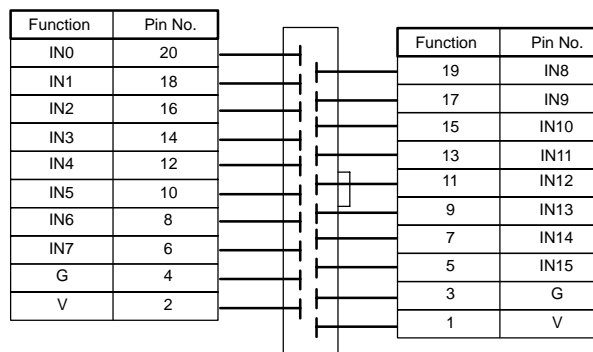 Function Pin No.
IN0 20
IN1 18
IN2 16
IN3 14
IN4 12
IN5 10
IN6 8
IN7 6
G 4
V 2
Function Pin No.
19 IN8
17 IN9
15 IN10
13 IN11
11 IN12
9 IN13
7 IN14
5 IN15
3 G
1 V